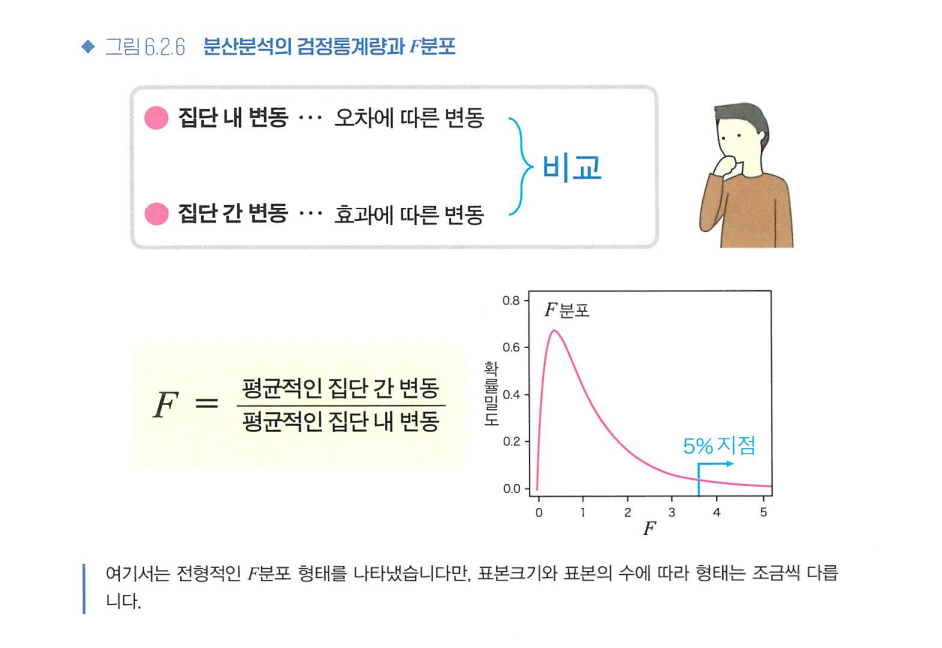 ◆ 그림 6.2.6 분산분석의 검정통계량과 F분포
집단 내 변동 … 오차에 따른 변동
비교
집단 간 변동 … 효과에 따른 변동
F = 평균적인 집단 간 변동
평균적인 집단 내 변동
F분포
확률밀도
0.8
0.6
0.4
0.2
0.0
5% 지점
0 1 2 3 4 5
F
여기서는 전형적인 F분포 형태를 나타냈습니다만, 표본크기와 표본의 수에 따라 형태는 조금씩 다릅
니다.